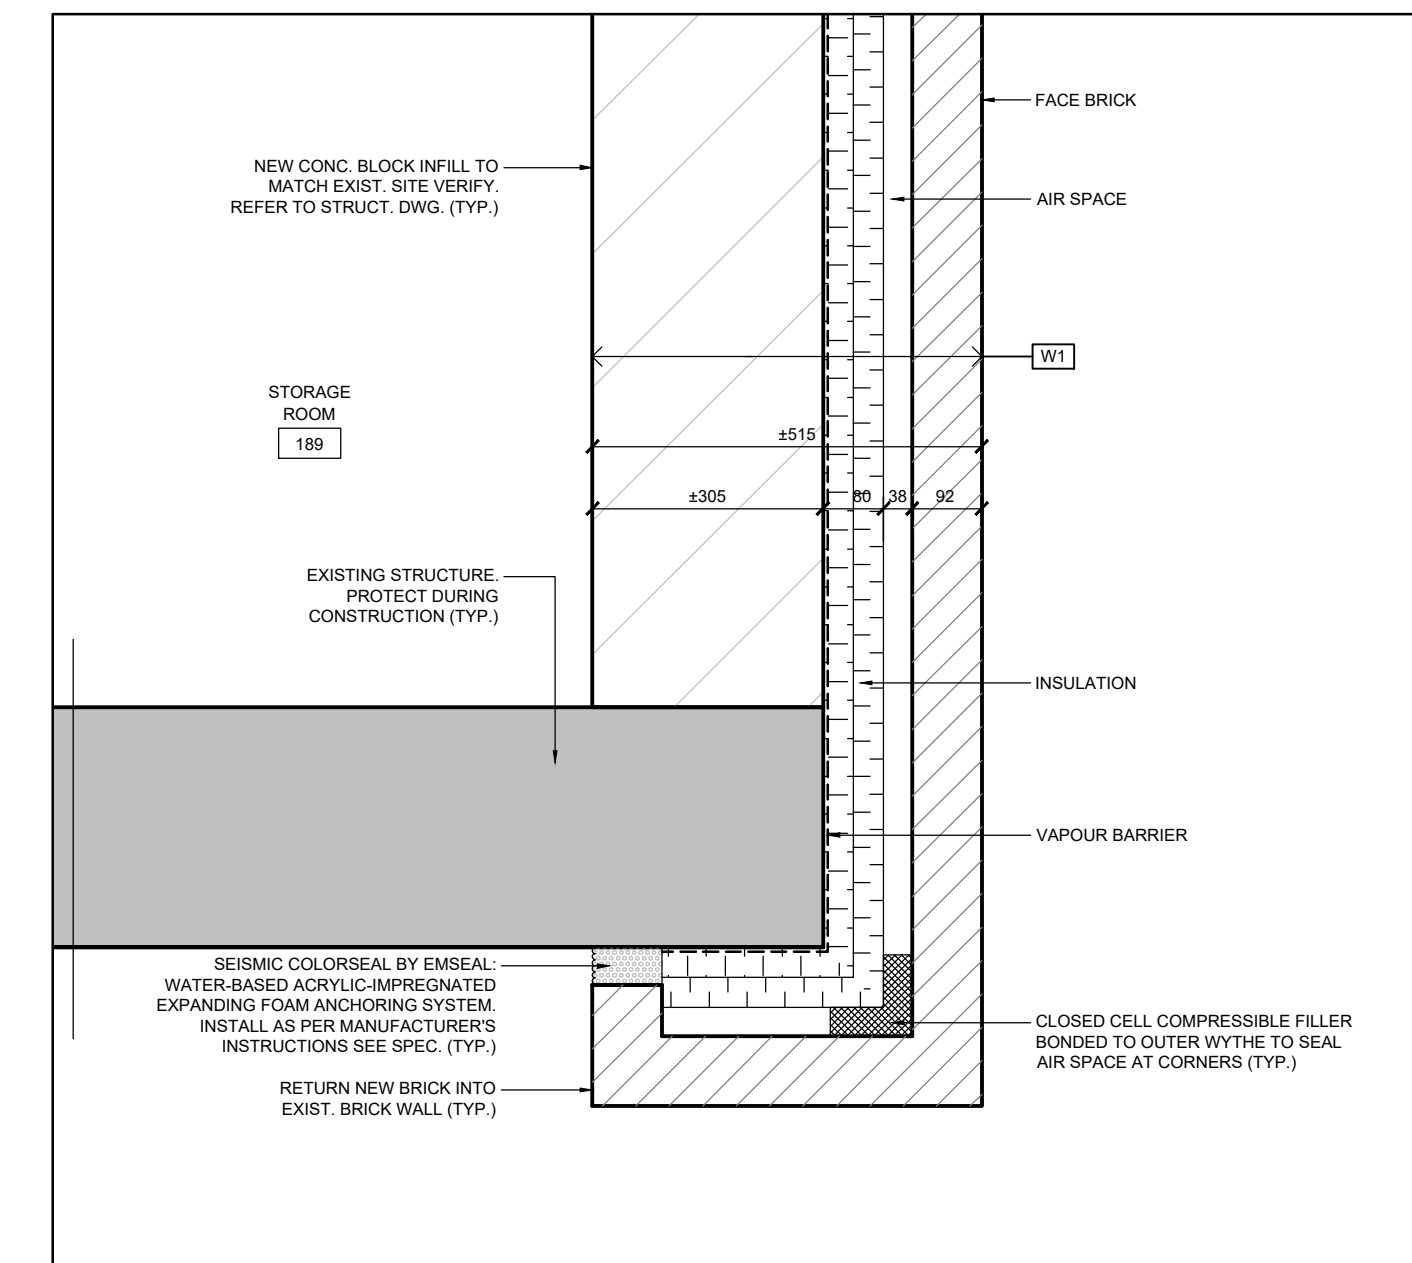 FACE BRICK
NEW CONC. BLOCK INFILL TO
MATCH EXIST. SITE VERIFY.
REFER TO STRUCT. DWG. (TYP.)
AIR SPACE
W1
STORAGE
ROOM
189
±515
±305
80
38
92
EXISTING STRUCTURE.
PROTECT DURING
CONSTRUCTION (TYP.)
INSULATION
VAPOUR BARRIER
SEISMIC COLORSEAL BY EMSEAL:
WATER-BASED ACRYLIC-IMPREGNATED
EXPANDING FOAM ANCHORING SYSTEM.
INSTALL AS PER MANUFACTURER'S
INSTRUCTIONS SEE SPEC. (TYP.)
CLOSED CELL COMPRESSIBLE FILLER
BONDED TO OUTER WYTHE TO SEAL
AIR SPACE AT CORNERS (TYP.)
RETURN NEW BRICK INTO
EXIST. BRICK WALL (TYP.)